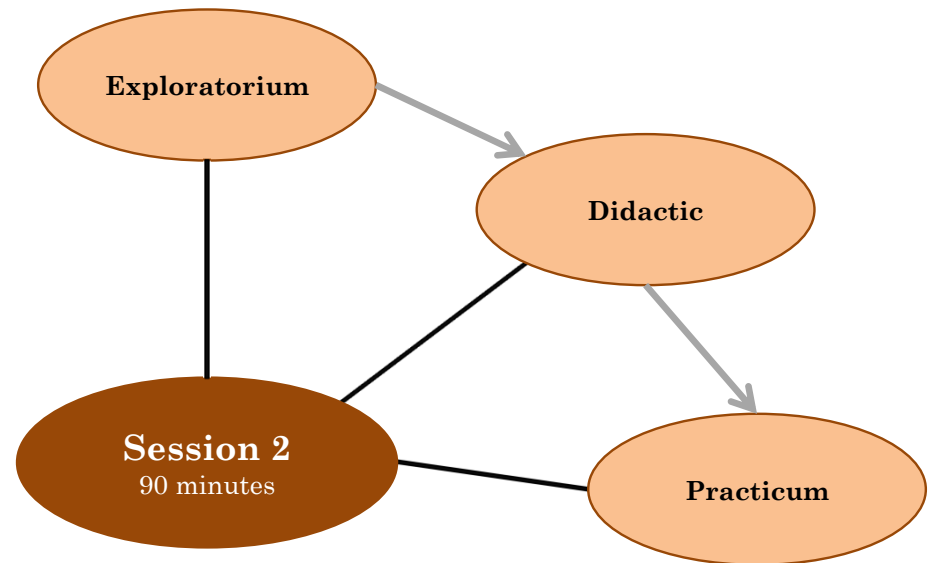 Exploratorium
Didactic
Session 2
90 minutes
Practicum